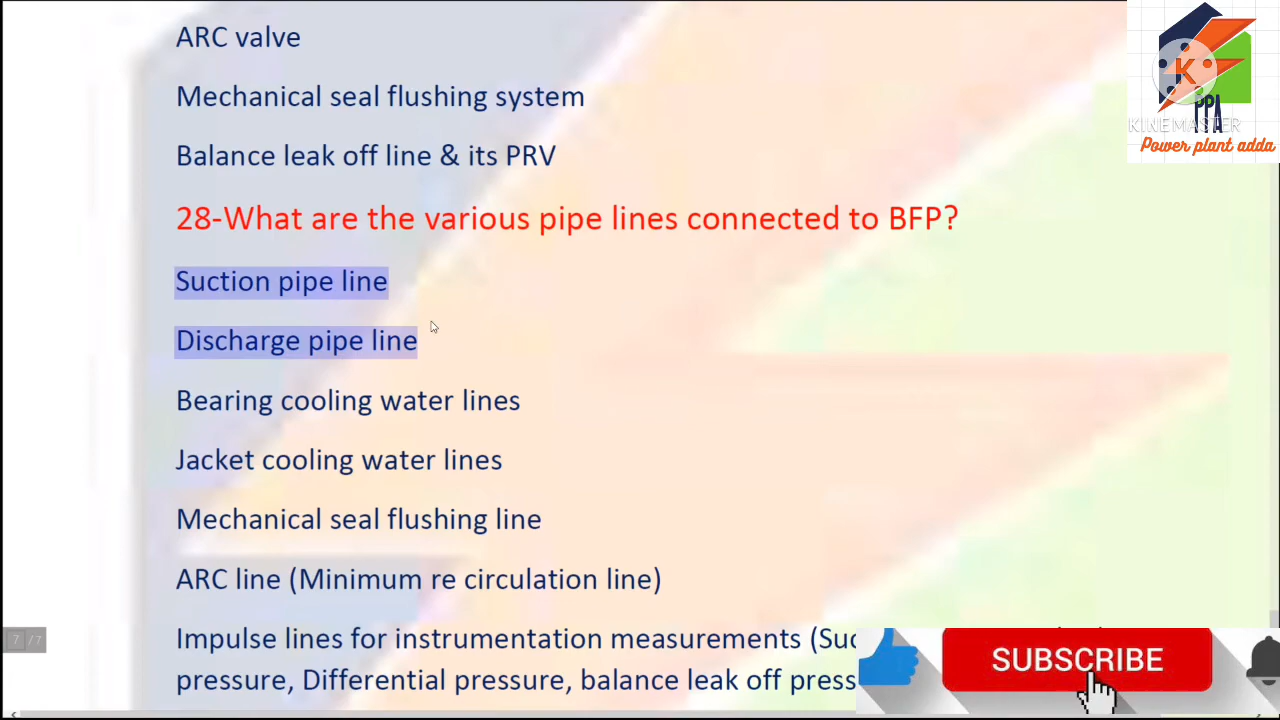 ARC valve
Mechanical seal flushing system
Balance leak off line & its PRV
28-What are the various pipe lines connected to BFP?
Suction pipe line
Discharge pipe line
Bearing cooling water lines
Jacket cooling water lines
Mechanical seal flushing line
ARC line (Minimum re circulation line)
Impulse lines for instrumentation measurements (Suc
pressure, Differential pressure, balance leak off press
K
PPA
KINEMASTER
Power plant adda
7 / 7
SUBSCRIBE